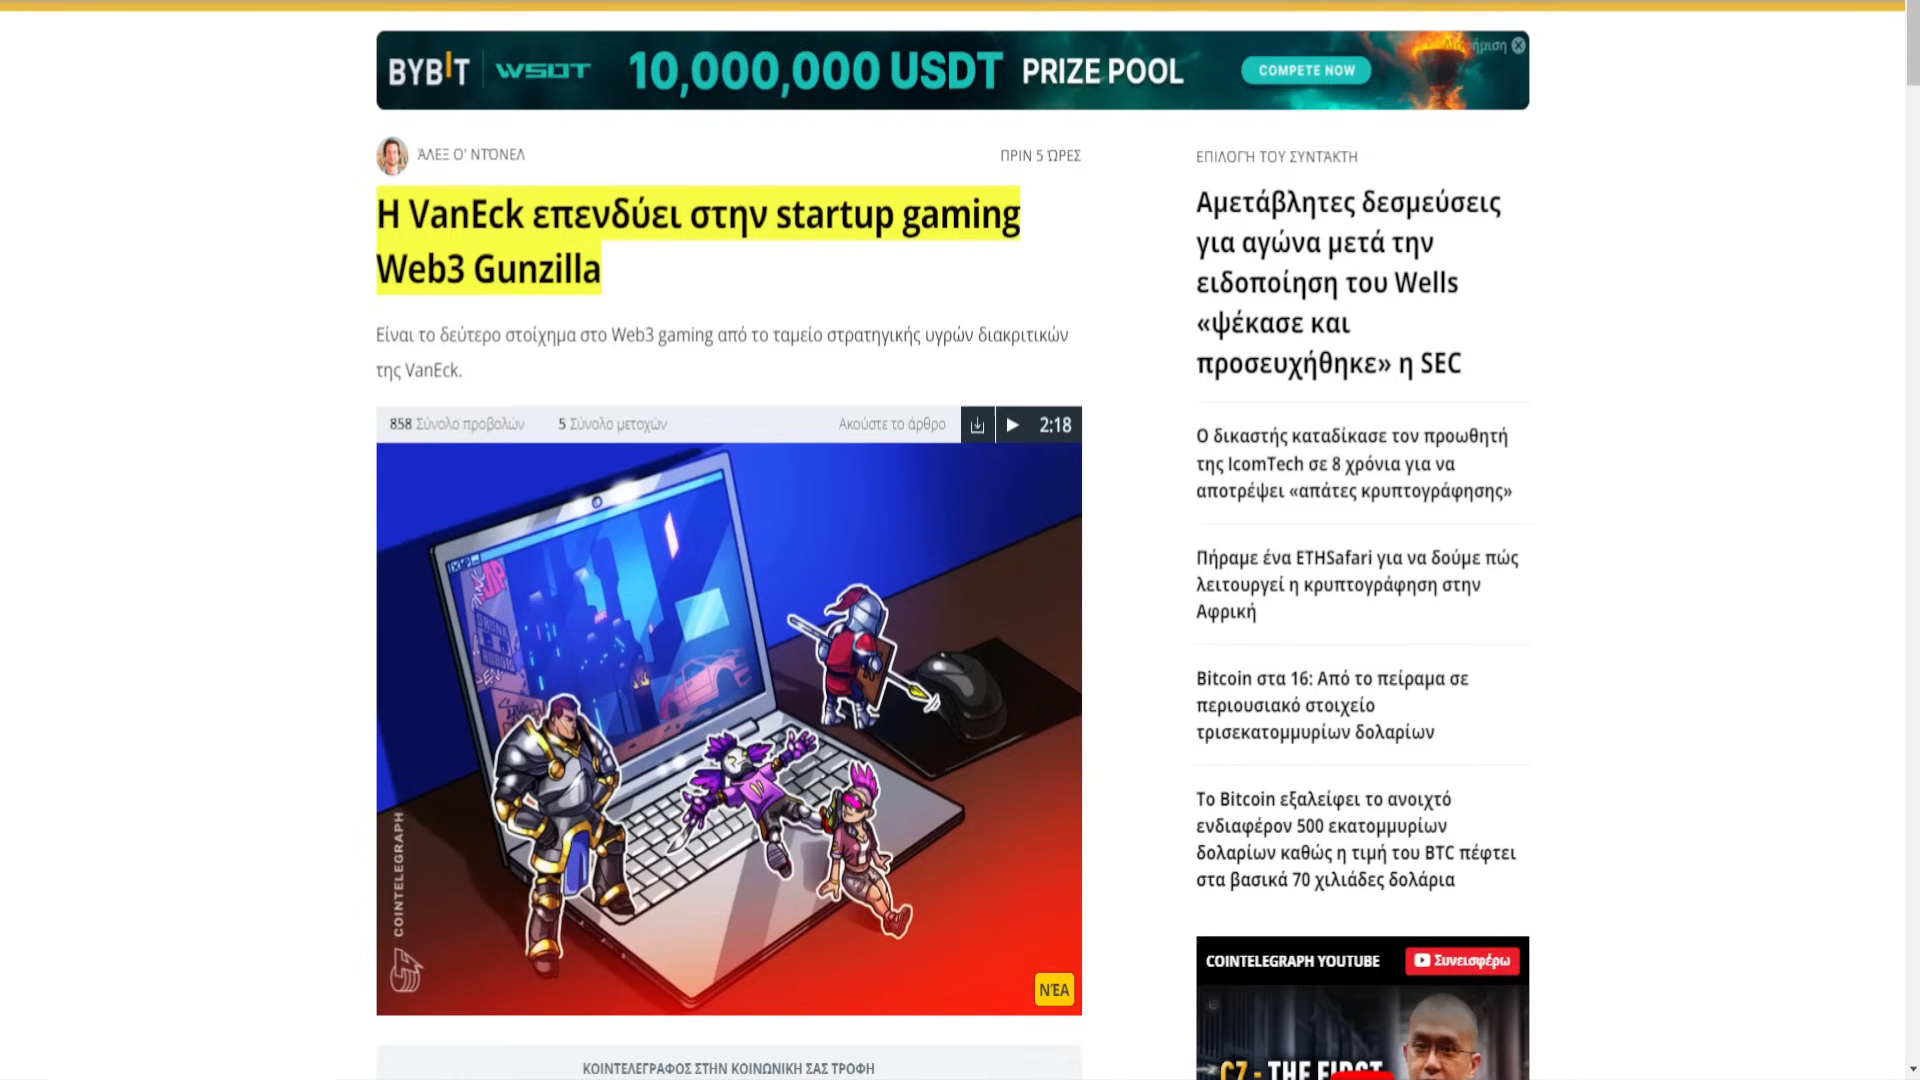 BYBIT WSOT 10,000,000 USDT PRIZE POOL COMPETE NOW
ΆΛΕΞ Ο' ΝΤΌΝΕΛ
ΠΡΙΝ 5 ΏΡΕΣ
Η VanEck επενδύει στην startup gaming
Web3 Gunzilla
Είναι το δεύτερο στοίχημα στο Web3 gaming από το ταμείο στρατηγικής υγρών διακριτικών
της VanEck.
858 Σύνολο προβολών 5 Σύνολο μετοχών Ακούστε το άρθρο 2:18
COINTELEGRAPH
ΝΈΑ
ΚΟΙΝΤΕΛΕΓΡΑΦΟΣ ΣΤΗΝ ΚΟΙΝΩΝΙΚΗ ΣΑΣ ΤΡΟΦΗ
ΕΠΙΛΟΓΉ ΤΟΥ ΣΥΝΤΆΚΤΗ
Αμετάβλητες δεσμεύσεις
για αγώνα μετά την
ειδοποίηση του Wells
«ψέκασε και
προσευχήθηκε» η SEC
Ο δικαστής καταδίκασε τον προωθητή
της IcomTech σε 8 χρόνια για να
αποτρέψει «απάτες κρυπτογράφησης»
Πήραμε ένα ETHSafari για να δούμε πώς
λειτουργεί η κρυπτογράφηση στην
Αφρική
Bitcoin στα 16: Από το πείραμα σε
περιουσιακό στοιχείο
τρισεκατομμυρίων δολαρίων
Το Bitcoin εξαλείφει το ανοιχτό
ενδιαφέρον 500 εκατομμυρίων
δολαρίων καθώς η τιμή του BTC πέφτει
στα βασικά 70 χιλιάδες δολάρια
COINTELEGRAPH YOUTUBE Συνεισφέρω
CZ - THE FIRST